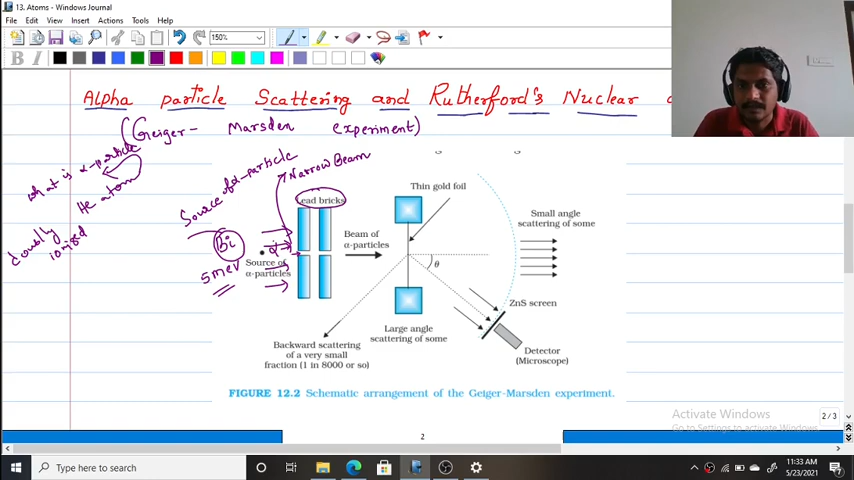 13. Atoms - Windows Journal
File Edit View Insert Actions Tools Help
150%
B I
Alpha particle Scattering and Rutherford's Nuclear
(Geiger- Marsden experiment)
what is α-particle
He atom
doubly
ionised
Source of α-particle
Narrow Beam
Lead bricks
Bi
5 mev
α
Source of
α-particles
Beam of
α-particles
Thin gold foil
θ
Small angle
scattering of some
ZnS screen
Detector
(Microscope)
Large angle
scattering of some
Backward scattering
of a very small
fraction (1 in 8000 or so)
FIGURE 12.2 Schematic arrangement of the Geiger-Marsden experiment.
Activate Windows
Go to Settings to activate Windows
2 / 3
2
Type here to search
11:33 AM
5/23/2021